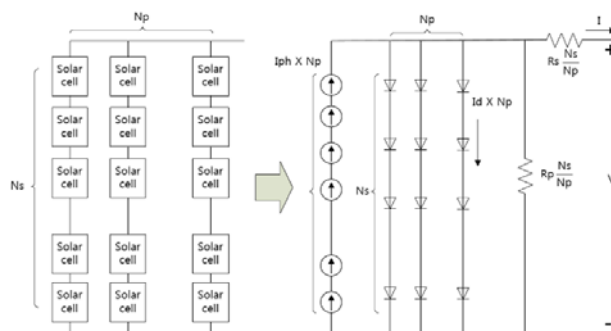 Np
Solar cell Solar cell Solar cell
Solar cell Solar cell Solar cell
Solar cell Solar cell Solar cell
Ns
Solar cell Solar cell Solar cell
Solar cell Solar cell Solar cell
Np
Iph X Np
Id X Np
Ns
I
Rs Ns/Np
+
Rp Ns/Np
V
-